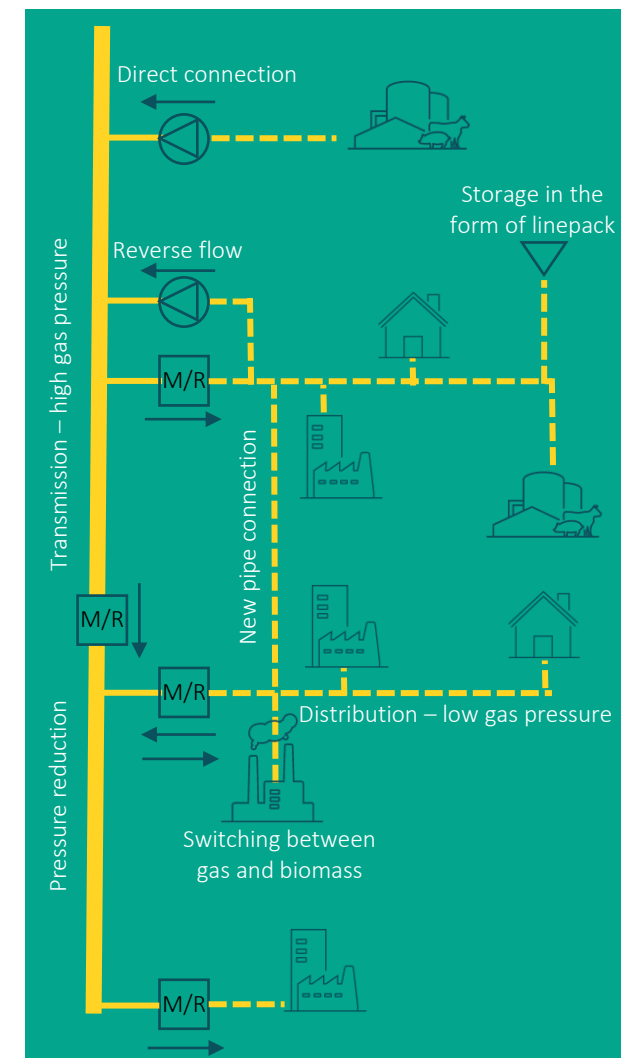 Direct connection
Storage in the
form of linepack
Reverse flow
Transmission – high gas pressure
M/R
New pipe connection
M/R
M/R
Distribution – low gas pressure
Pressure reduction
Switching between
gas and biomass
M/R